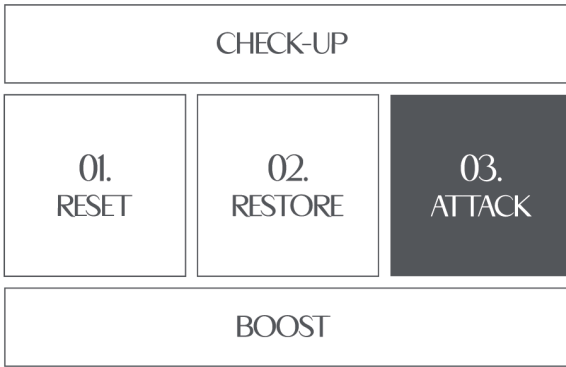 CHECK-UP
01.
RESET
02.
RESTORE
03.
ATTACK
BOOST